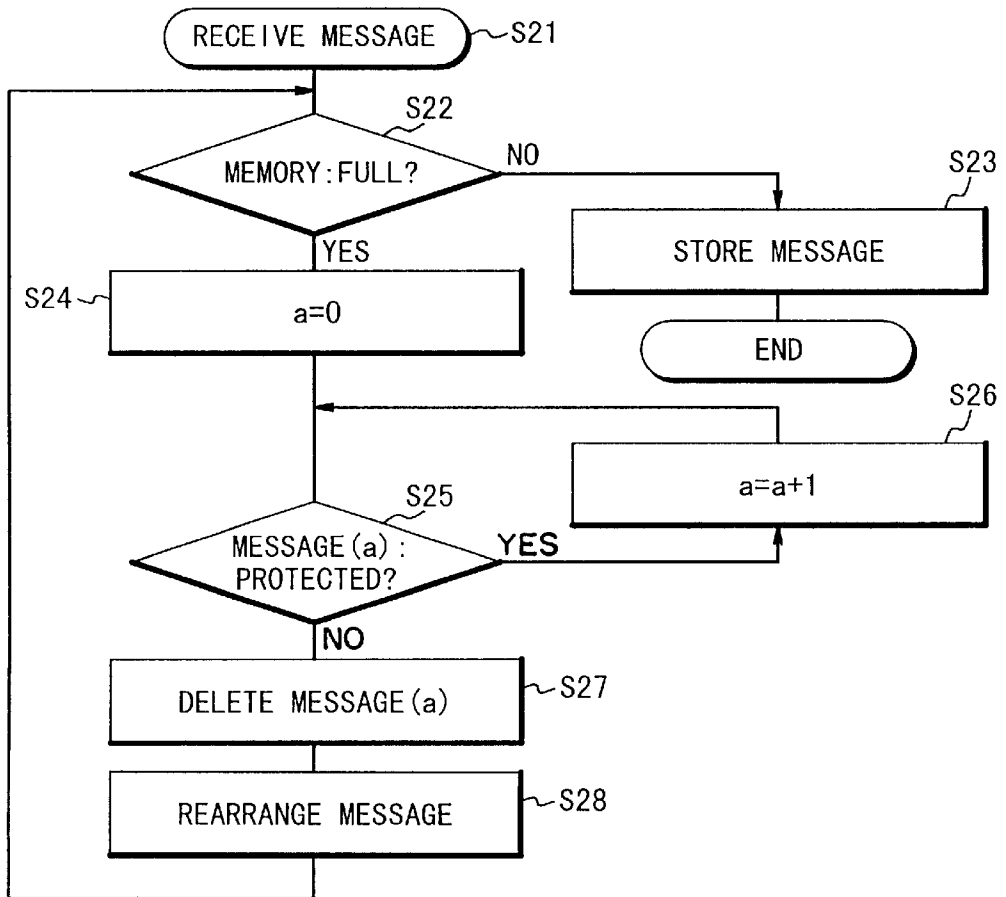 RECEIVE MESSAGE
S21
S22
MEMORY:FULL?
NO
S23
STORE MESSAGE
YES
S24
a=0
END
S26
a=a+1
S25
MESSAGE(a):
PROTECTED?
YES
NO
DELETE MESSAGE(a)
S27
REARRANGE MESSAGE
S28